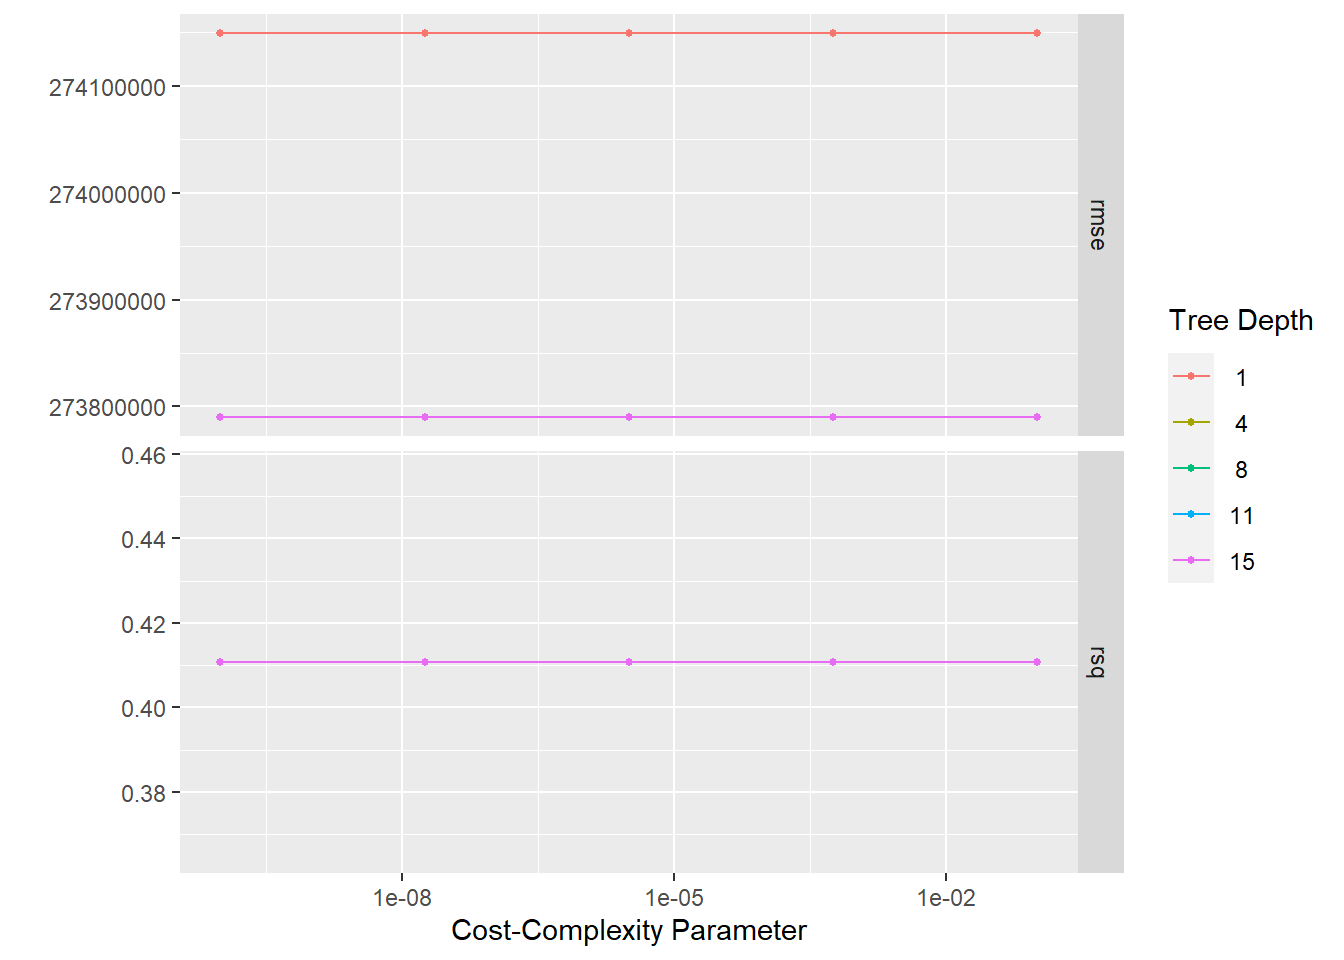 274100000
274000000
273900000
273800000
rmse
0.46
0.44
0.42
0.40
0.38
rsq
1e-08
1e-05
1e-02
Cost-Complexity Parameter
Tree Depth
1
4
8
11
15